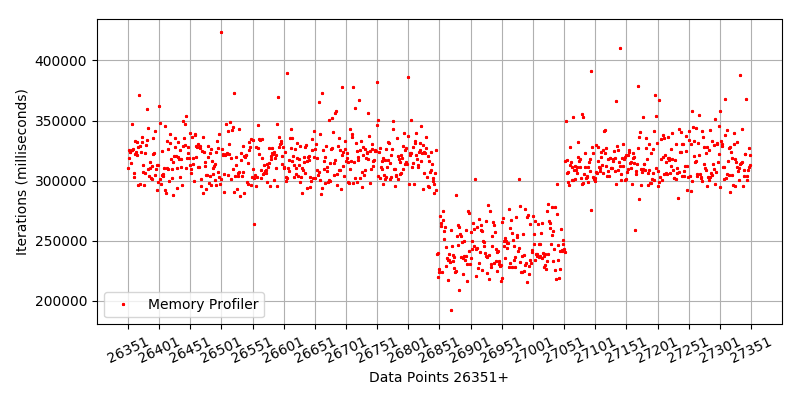 400000
350000
300000
250000
200000
Iterations (milliseconds)
Memory Profiler
26351 26401 26451 26501 26551 26601 26651 26701 26751 26801 26851 26901 26951 27001 27051 27101 27151 27201 27251 27301 27351
Data Points 26351+